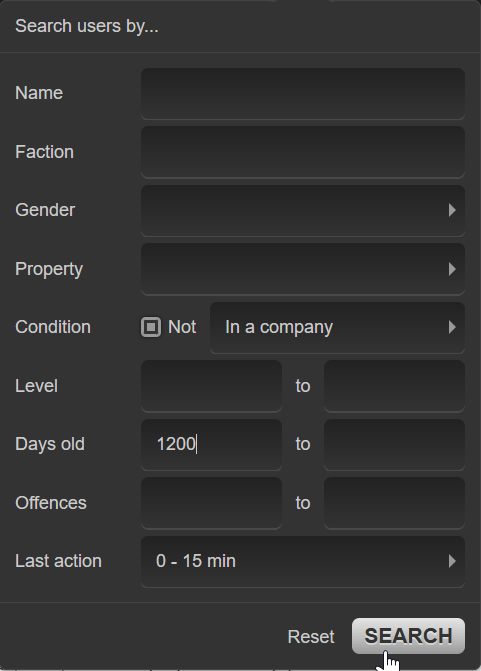 Search users by...
Name
Faction
Gender
Property
Condition Not In a company
Level to
Days old 1200 to
Offences to
Last action 0 - 15 min
Reset SEARCH